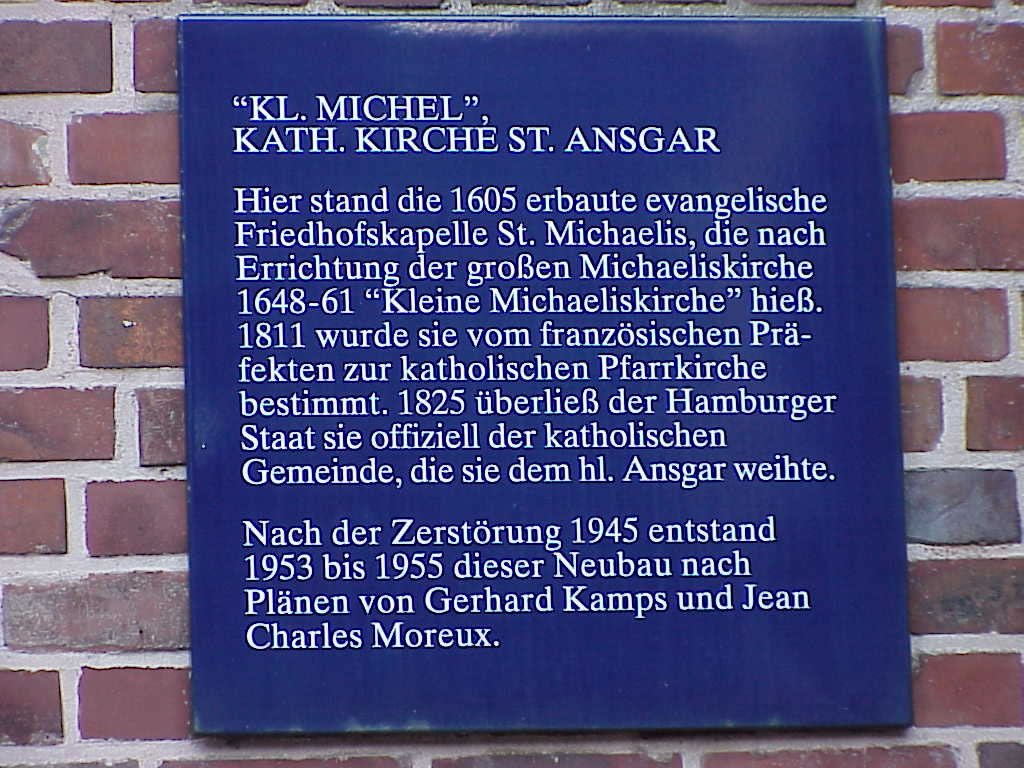 “KL. MICHEL”,
KATH. KIRCHE ST. ANSGAR
Hier stand die 1605 erbaute evangelische
Friedhofskapelle St. Michaelis, die nach
Errichtung der großen Michaeliskirche
1648-61 “Kleine Michaeliskirche” hieß.
1811 wurde sie vom französischen Prä-
fekten zur katholischen Pfarrkirche
bestimmt. 1825 überließ der Hamburger
Staat sie offiziell der katholischen
Gemeinde, die sie dem hl. Ansgar weihte.
Nach der Zerstörung 1945 entstand
1953 bis 1955 dieser Neubau nach
Plänen von Gerhard Kamps und Jean
Charles Moreux.